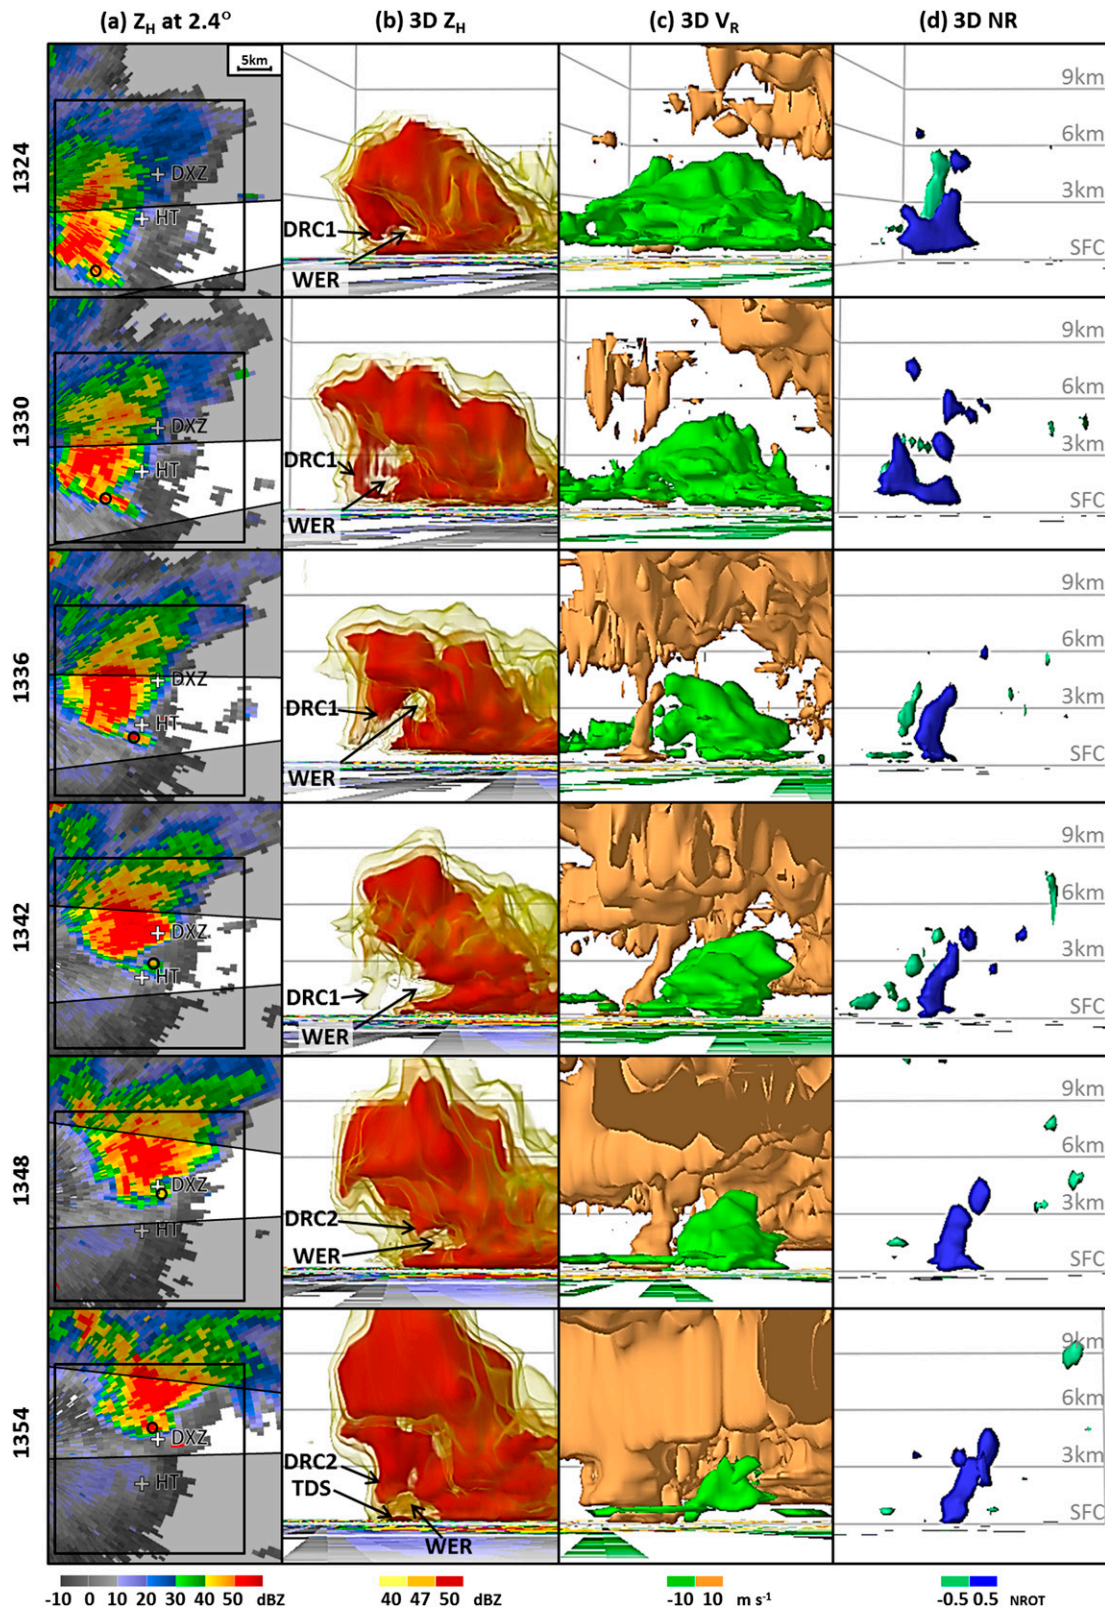 (a) Z_H at 2.4° (b) 3D Z_H (c) 3D V_R (d) 3D NR
1324
5km
DXZ
HT
DRC1
WER
9km
6km
3km
SFC
1330
DXZ
HT
DRC1
WER
9km
6km
3km
SFC
1336
DXZ
HT
DRC1
WER
9km
6km
3km
SFC
1342
DXZ
HT
DRC1
WER
9km
6km
3km
SFC
1348
DXZ
HT
DRC2
WER
9km
6km
3km
SFC
1354
DXZ
HT
DRC2
TDS
WER
9km
6km
3km
SFC
-10 0 10 20 30 40 50 dBZ 40 47 50 dBZ -10 10 m s⁻¹ -0.5 0.5 NROT